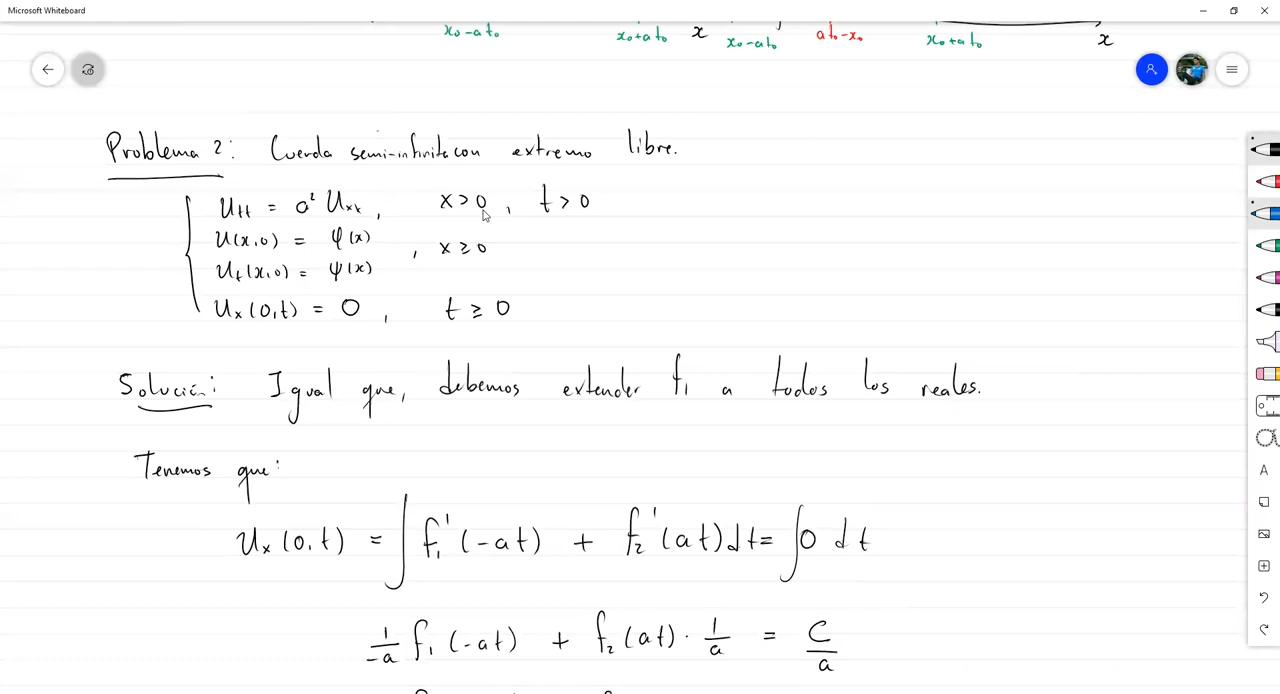 Microsoft Whiteboard
x₀-at₀ x₀+at₀ x x₀-at₀ at₀-x₀ x₀+at₀ x
Problema 2: Cuerda semi-infinita con extremo libre.
Utt = a² Uxx, x>0, t>0
U(x,0) = φ(x)
, x≥0
Ut(x,0) = ψ(x)
Ux(0,t) = 0, t ≥ 0
Solución: Igual que, debemos extender f₁ a todos los reales.
Tenemos que:
Ux(0,t) = ∫ f₁'(-at) + f₂'(at)dt = ∫0 dt
1/-a f₁(-at) + f₂(at)· 1/a = C/a
A